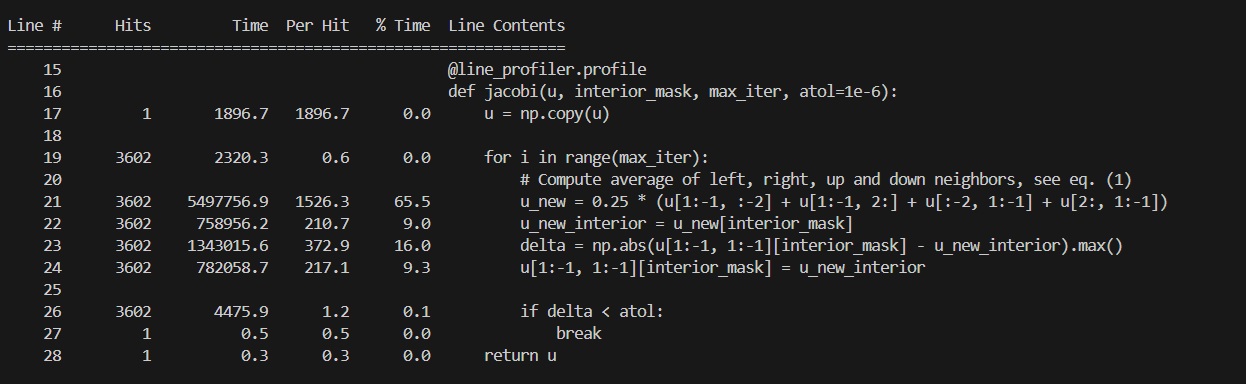 Line #      Hits         Time  Per Hit   % Time  Line Contents
==============================================================
    15                                           @line_profiler.profile
    16                                           def jacobi(u, interior_mask, max_iter, atol=1e-6):
    17         1       1896.7   1896.7      0.0      u = np.copy(u)
    18
    19      3602       2320.3      0.6      0.0      for i in range(max_iter):
    20                                                   # Compute average of left, right, up and down neighbors, see eq. (1)
    21      3602    5497756.9   1526.3     65.5          u_new = 0.25 * (u[1:-1, :-2] + u[1:-1, 2:] + u[:-2, 1:-1] + u[2:, 1:-1])
    22      3602     758956.2    210.7      9.0          u_new_interior = u_new[interior_mask]
    23      3602    1343015.6    372.9     16.0          delta = np.abs(u[1:-1, 1:-1][interior_mask] - u_new_interior).max()
    24      3602     782058.7    217.1      9.3          u[1:-1, 1:-1][interior_mask] = u_new_interior
    25
    26      3602       4475.9      1.2      0.1          if delta < atol:
    27         1          0.5      0.5      0.0              break
    28         1          0.3      0.3      0.0      return u